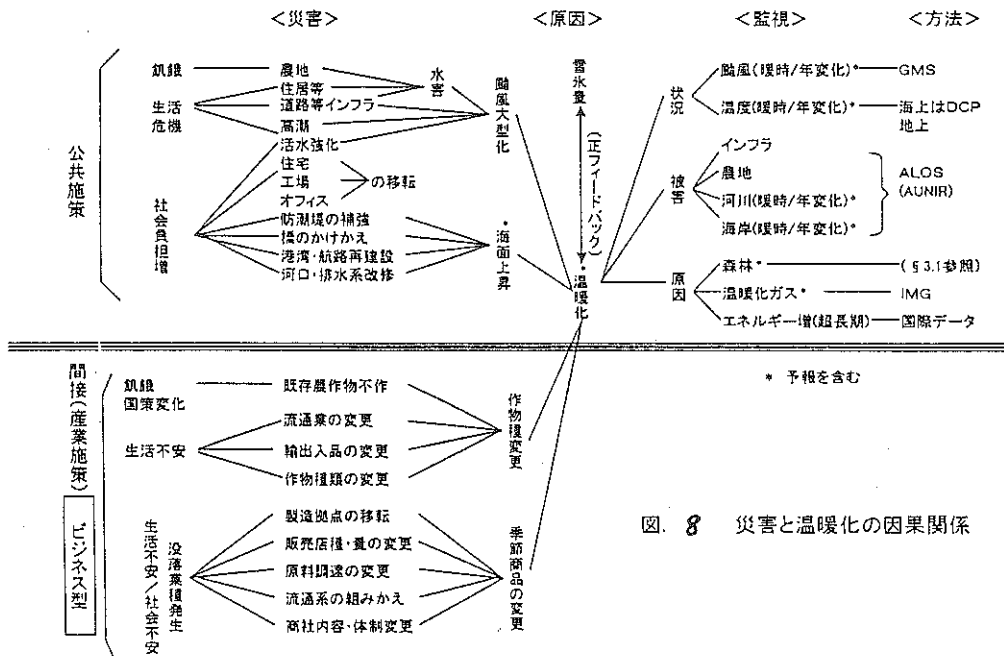 <災害> <原因> <監視> <方法>
公共施策
飢餓
生活
危機
社会負担増
農地
住居等
道路等インフラ
高潮
活水強化
住宅
工場
オフィス
の移転
防潮堤の補強
橋のかけかえ
港湾・航路再建設
河口・排水系改修
水害
颱風大型化
・海面上昇
雪氷量
(正フィードバック)
・温暖化
状況
颱風(暖時/年変化)* GMS
温度(暖時/年変化)* 海上はDCP
地上
被害
インフラ
農地
河川(暖時/年変化)*
海岸(暖時/年変化)*
ALOS
(AUNIR)
原因
森林* (§3.1参照)
温暖化ガス* IMG
エネルギー増(超長期) 国際データ
* 予報を含む
間接(産業施策)
ビジネス型
飢餓
国策変化
既存農作物不作
生活不安
流通業の変更
輸出入品の変更
作物種類の変更
作物種変更
生活不安/社会不安
没落業種発生
製造拠点の移転
販売店種・量の変更
原料調達の変更
流通系の組みかえ
商社内容・体制変更
季節商品の変更
図. 8 災害と温暖化の因果関係